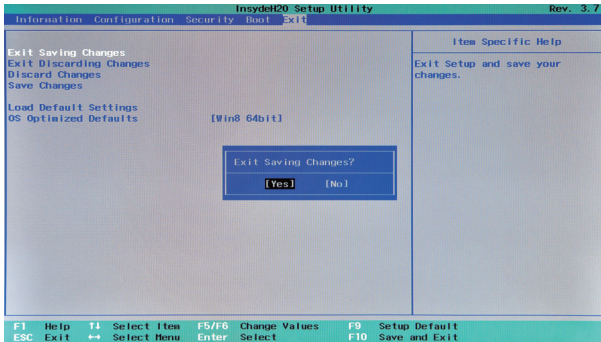 InsydeH20 Setup Utility Rev. 3.7
Information Configuration Security Boot Exit
Item Specific Help
Exit Saving Changes
Exit Discarding Changes
Discard Changes
Save Changes
Load Default Settings
OS Optimized Defaults [Win8 64bit]
Exit Setup and save your
changes.
Exit Saving Changes?
[Yes] [No]
F1 Help ↑↓ Select Item F5/F6 Change Values F9 Setup Default
ESC Exit ↔ Select Menu Enter Select F10 Save and Exit